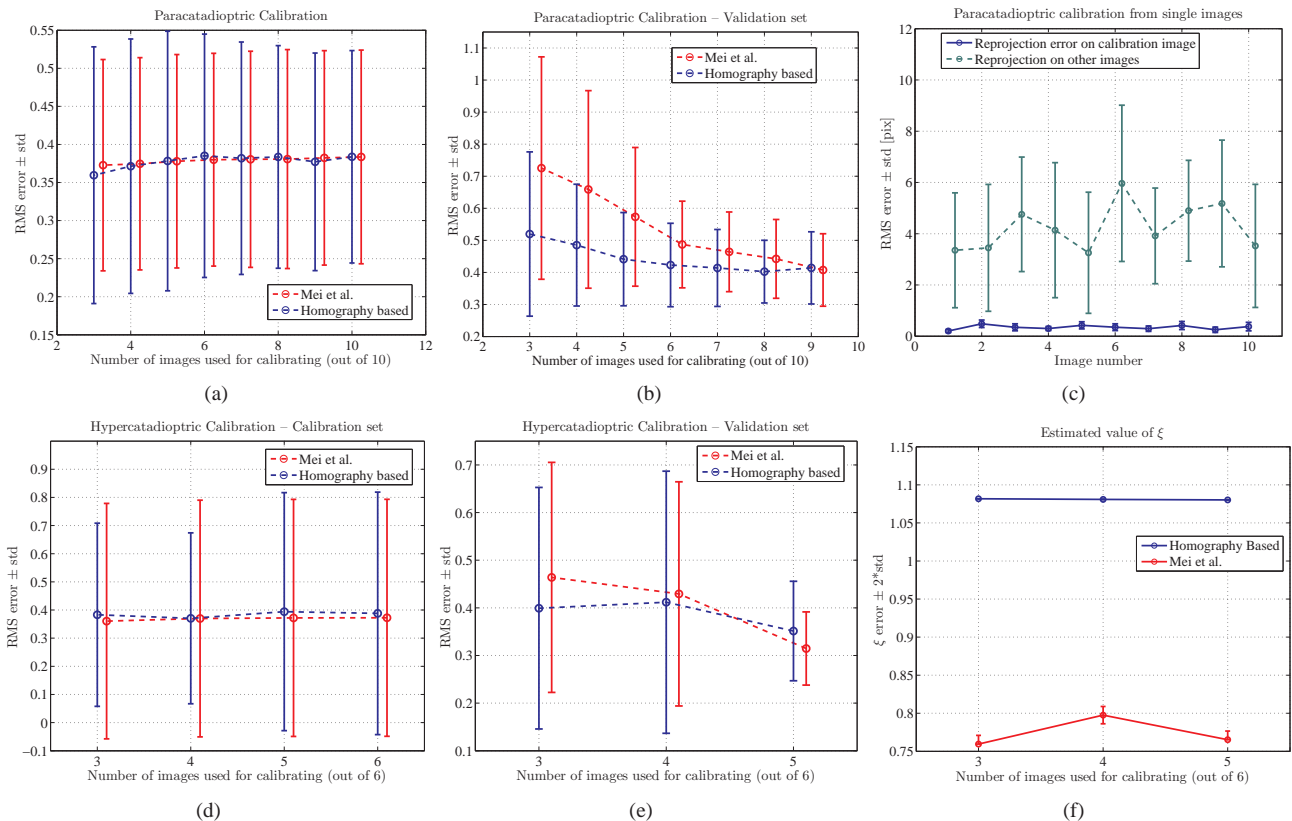 Paracatadioptric Calibration
0.55
0.5
0.45
0.4
0.35
0.3
0.25
0.2
0.15
RMS error ± std
Mei et al.
Homography based
2 4 6 8 10 12
Number of images used for calibrating (out of 10)
(a)
Paracatadioptric Calibration – Validation set
1.1
1
0.9
0.8
0.7
0.6
0.5
0.4
0.3
0.2
RMS error ± std
Mei et al.
Homography based
2 3 4 5 6 7 8 9 10
Number of images used for calibrating (out of 10)
(b)
Paracatadioptric calibration from single images
12
10
8
6
4
2
0
RMS error ± std [pix]
Reprojection error on calibration image
Reprojection on other images
0 2 4 6 8 10
Image number
(c)
Hypercatadioptric Calibration – Calibration set
0.9
0.8
0.7
0.6
0.5
0.4
0.3
0.2
0.1
0
−0.1
RMS error ± std
Mei et al.
Homography based
3 4 5 6
Number of images used for calibrating (out of 6)
(d)
Hypercatadioptric Calibration – Validation set
0.7
0.6
0.5
0.4
0.3
0.2
0.1
RMS error ± std
Mei et al.
Homography based
3 4 5
Number of images used for calibrating (out of 6)
(e)
Estimated value of ξ
1.15
1.1
1.05
1
0.95
0.9
0.85
0.8
0.75
ξ error ± 2*std
Homography Based
Mei et al.
3 4 5
Number of images used for calibrating (out of 6)
(f)